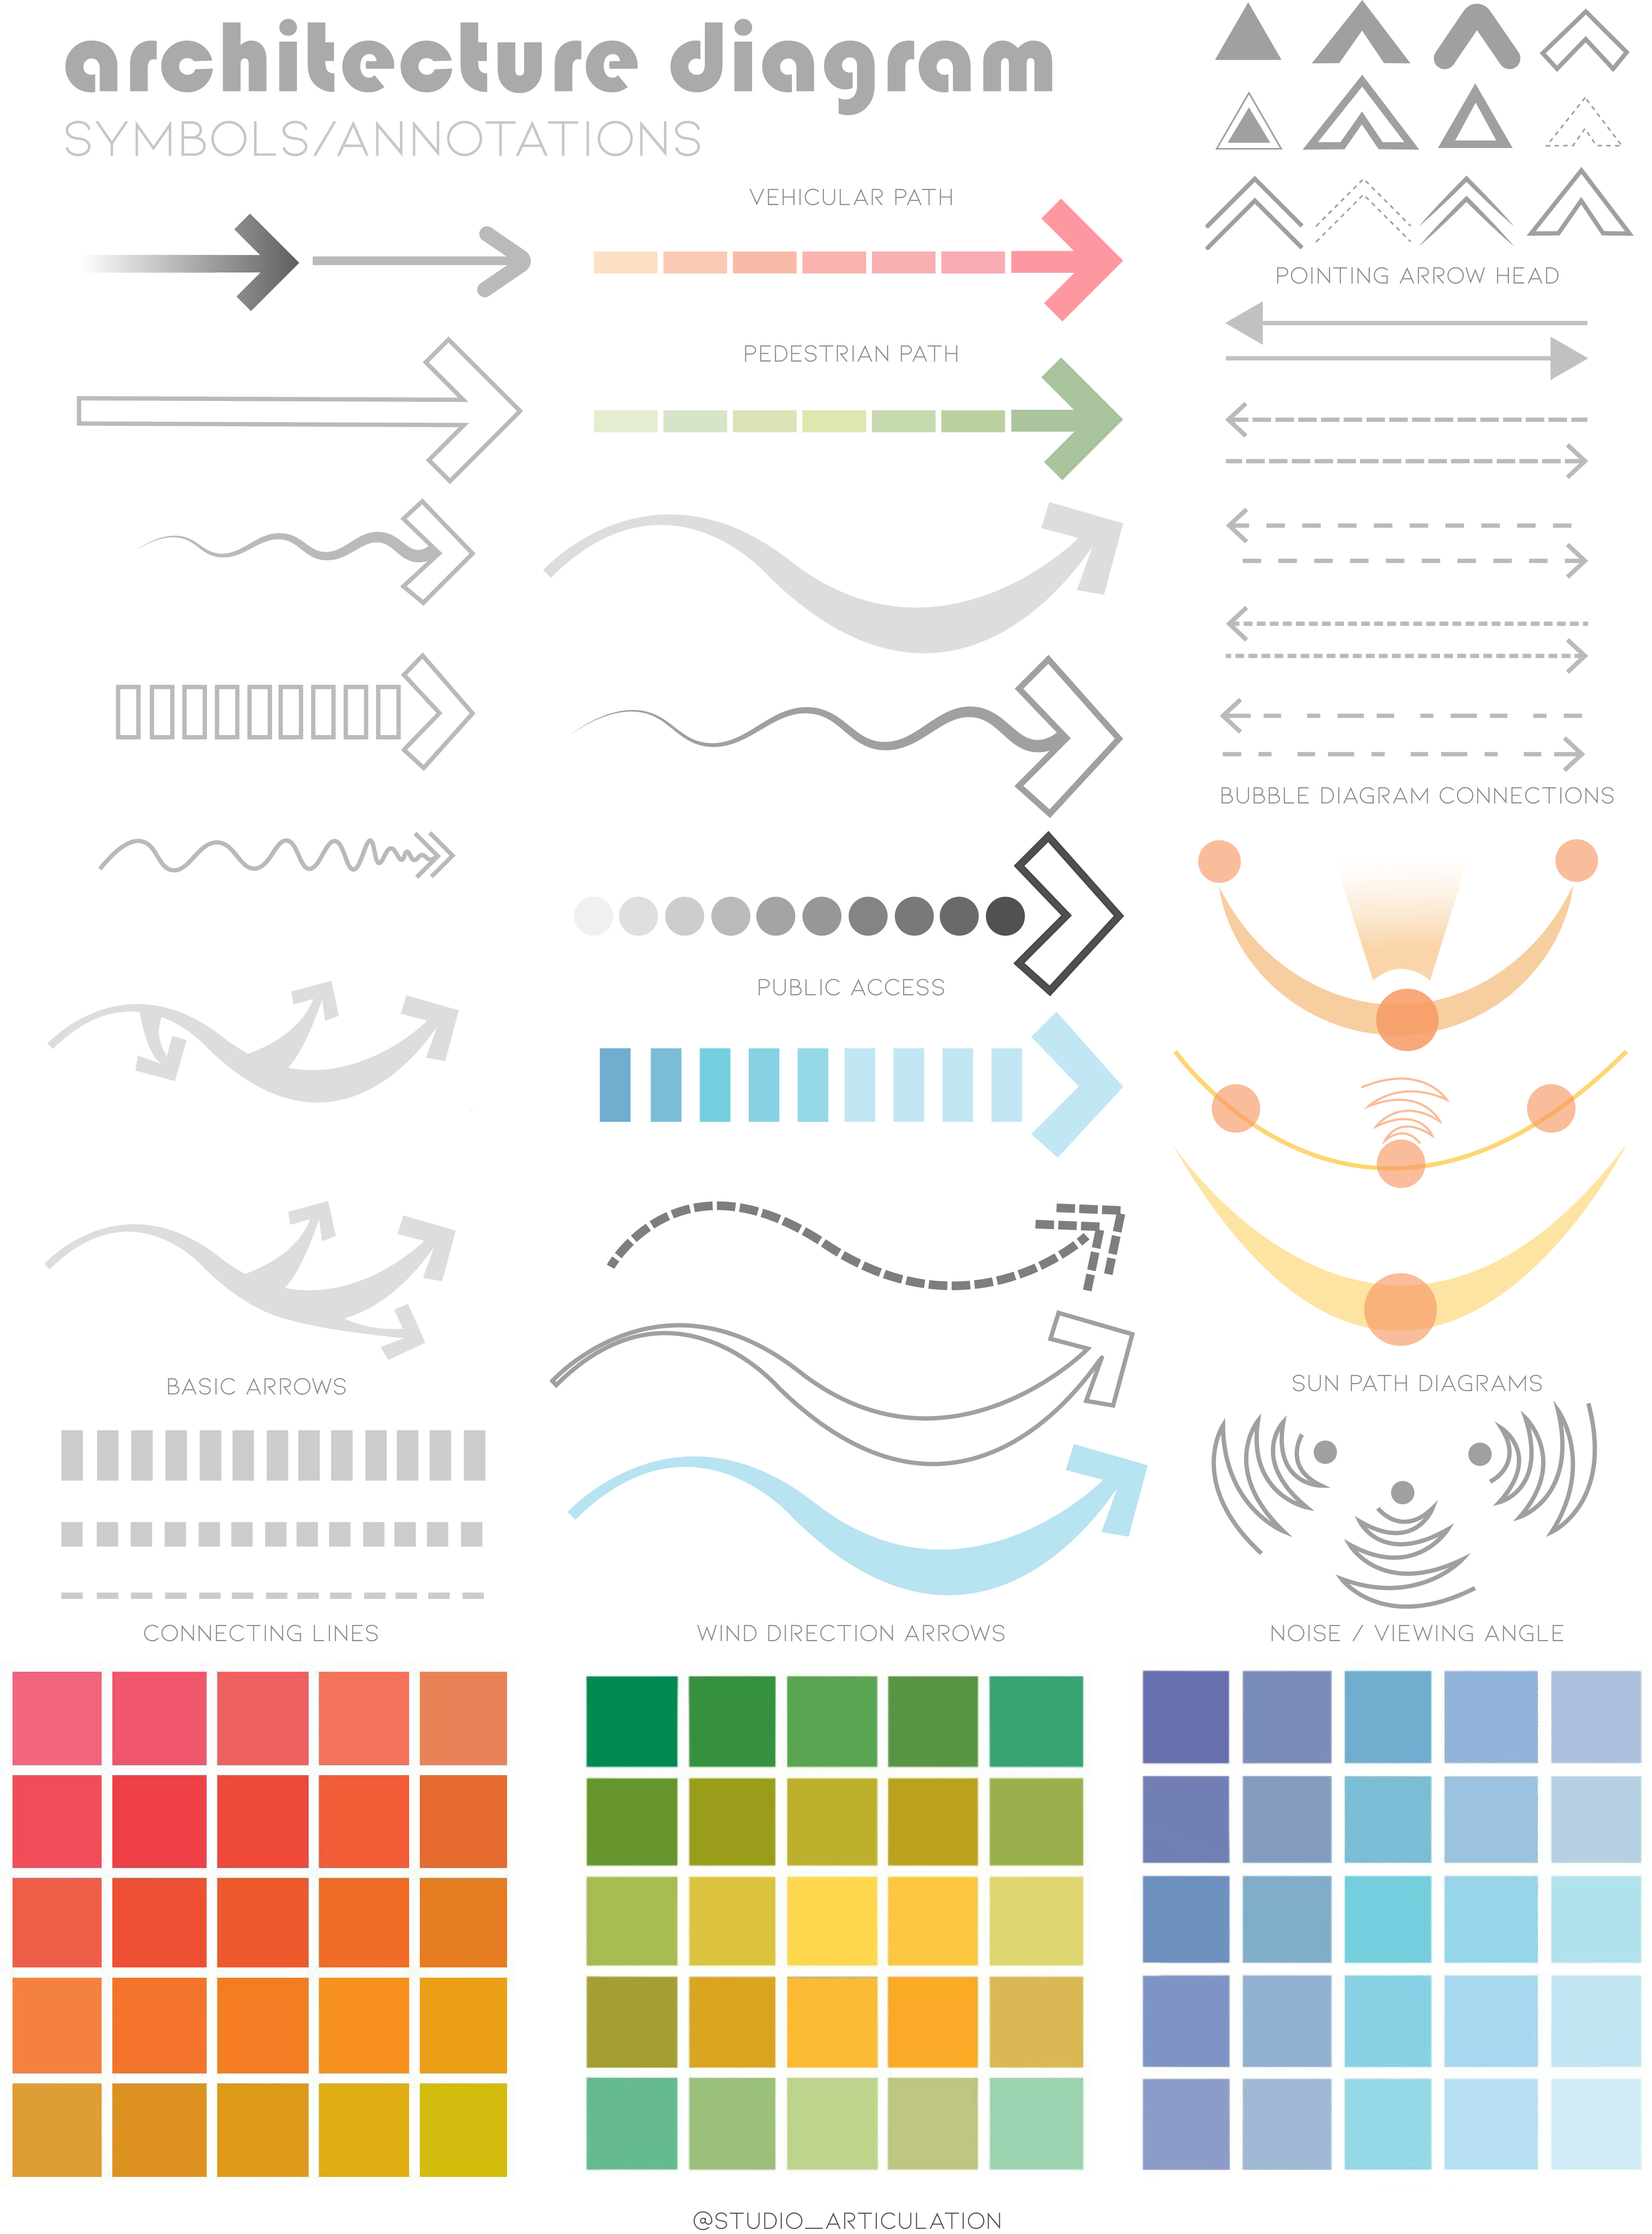 architecture diagram
SYMBOLS/ANNOTATIONS
VEHICULAR PATH
POINTING ARROW HEAD
PEDESTRIAN PATH
BUBBLE DIAGRAM CONNECTIONS
PUBLIC ACCESS
BASIC ARROWS
SUN PATH DIAGRAMS
CONNECTING LINES
WIND DIRECTION ARROWS
NOISE / VIEWING ANGLE
@STUDIO_ARTICULATION